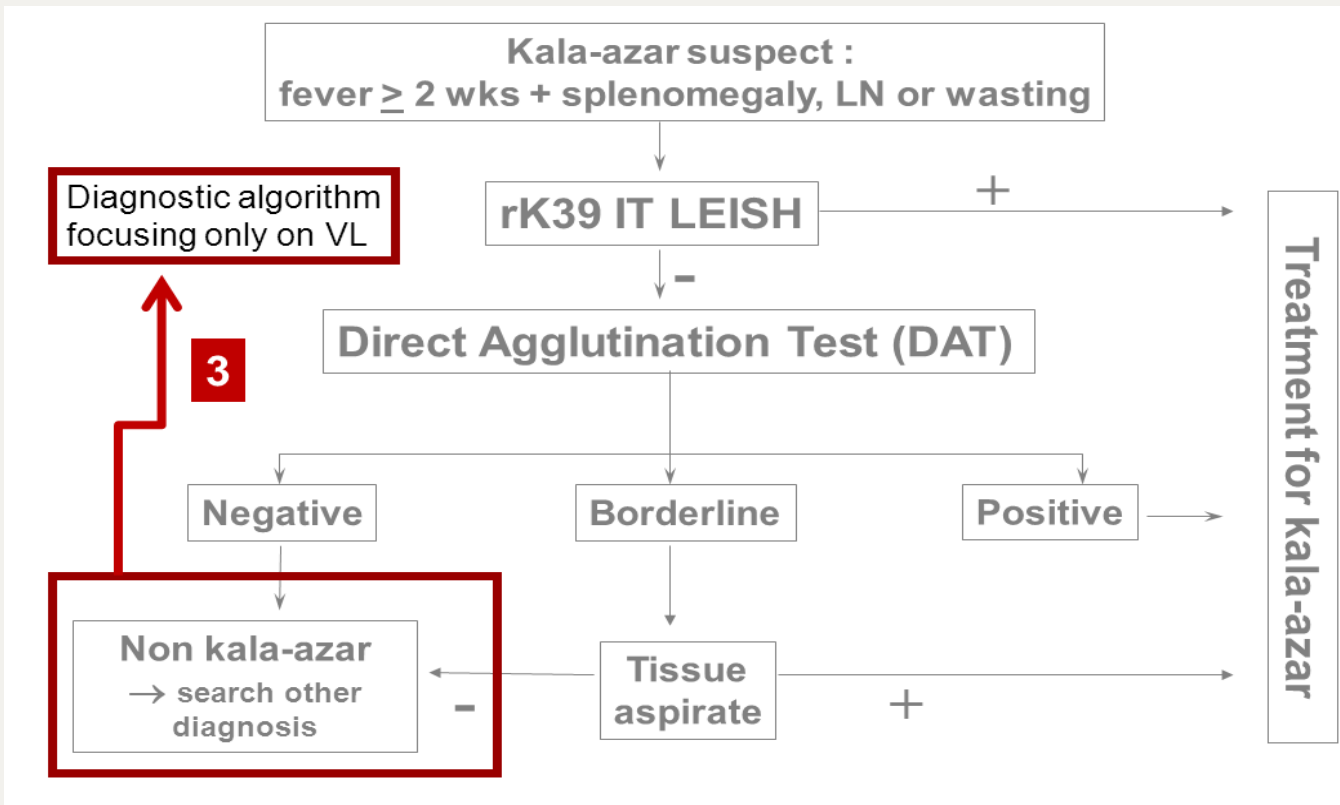 Kala-azar suspect :
fever ≥ 2 wks + splenomegaly, LN or wasting
Diagnostic algorithm
focusing only on VL
rK39 IT LEISH
+
-
3
Direct Agglutination Test (DAT)
Negative
Borderline
Positive
Treatment for kala-azar
Non kala-azar
→ search other
diagnosis
-
Tissue
aspirate
+